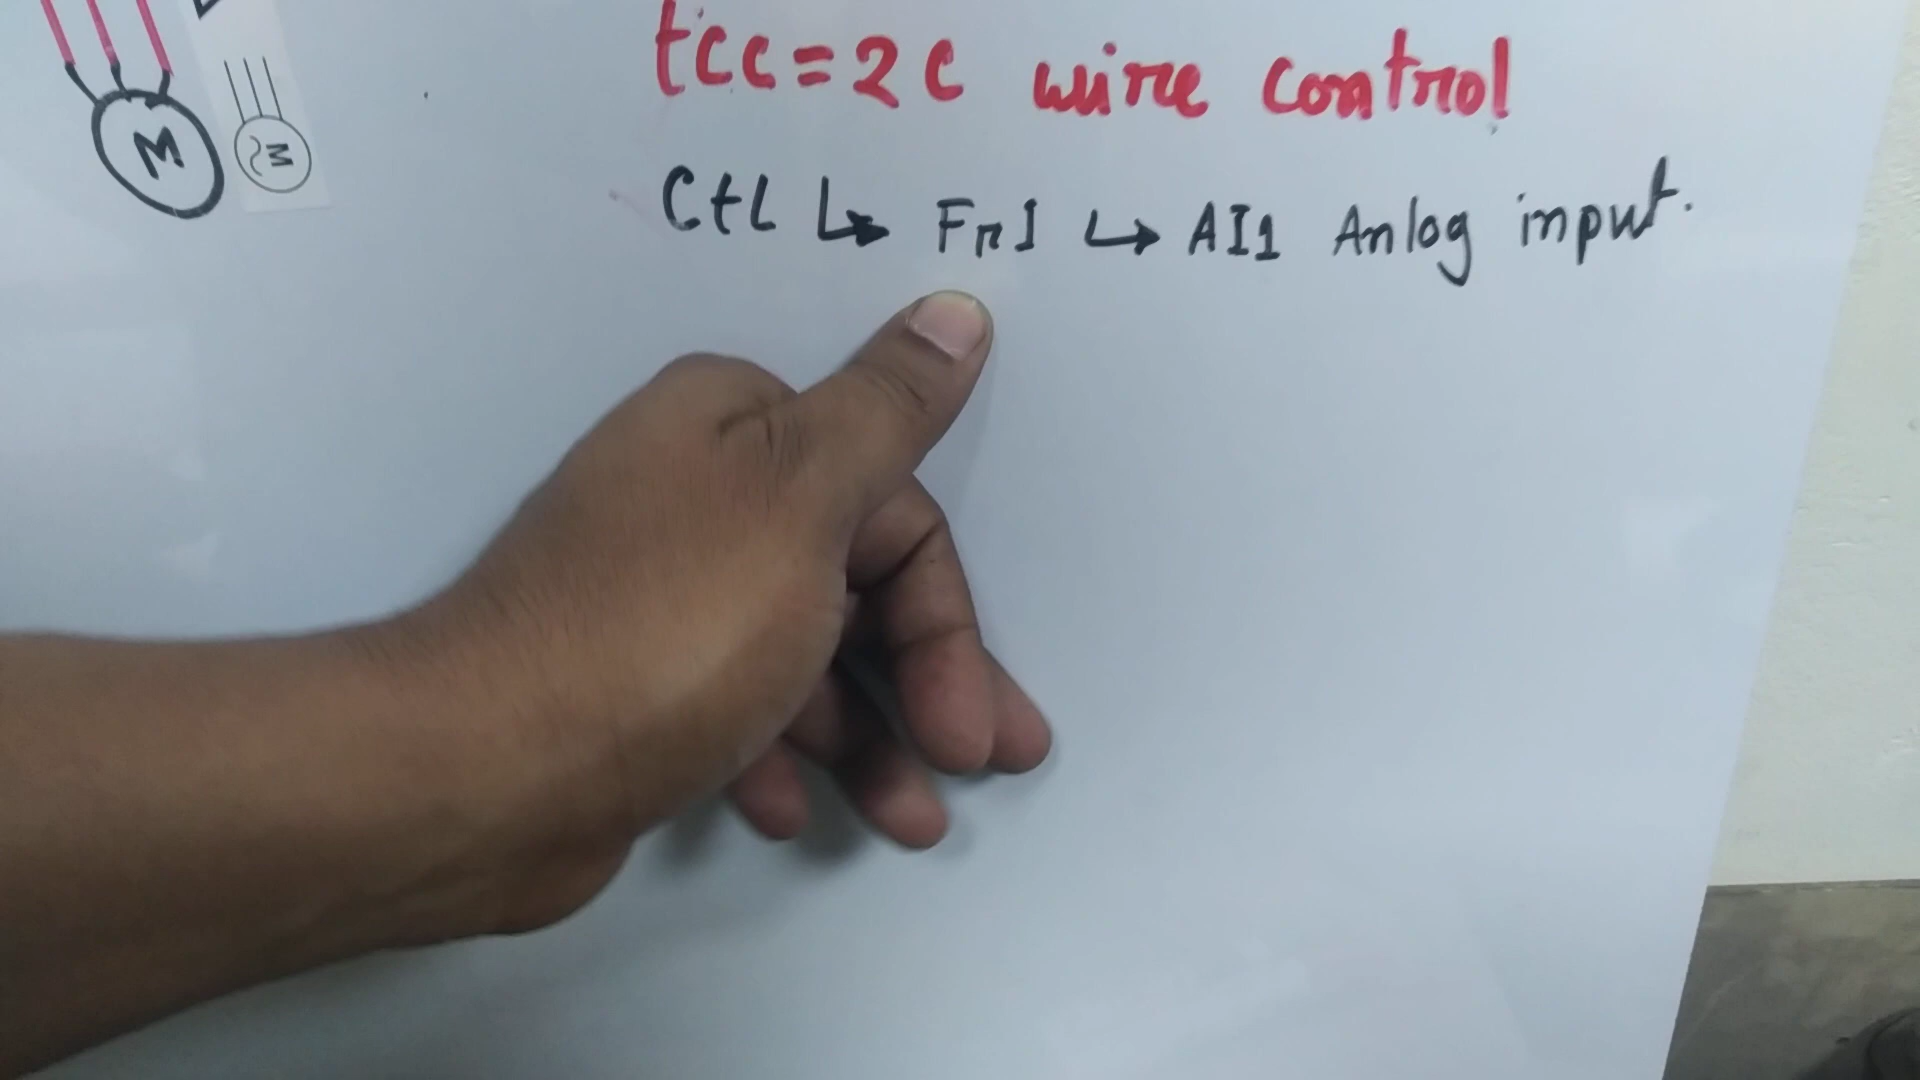 tcc=2C wire control
CtL ↳ Fr1 ↳ AI1 Anlog input.
M
M